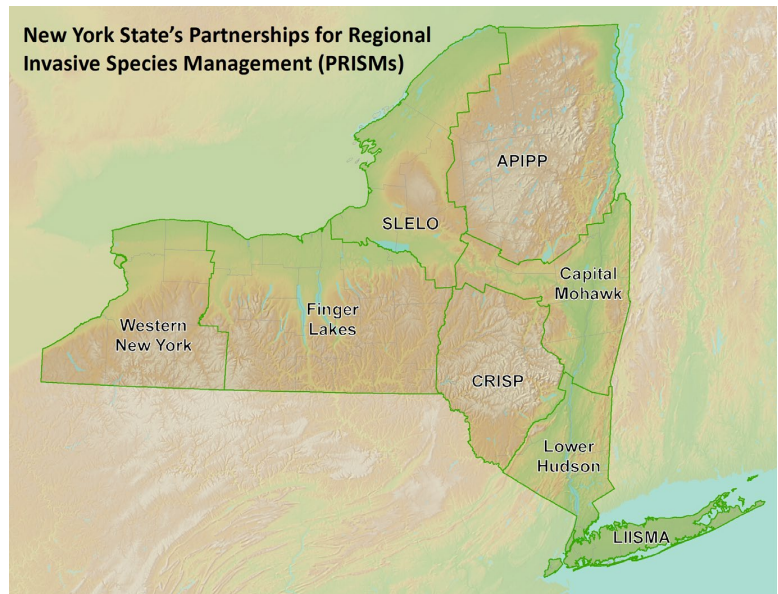 New York State's Partnerships for Regional
Invasive Species Management (PRISMs)
APIPP
SLELO
Capital
Mohawk
Finger
Lakes
Western
New York
CRISP
Lower
Hudson
LIISMA